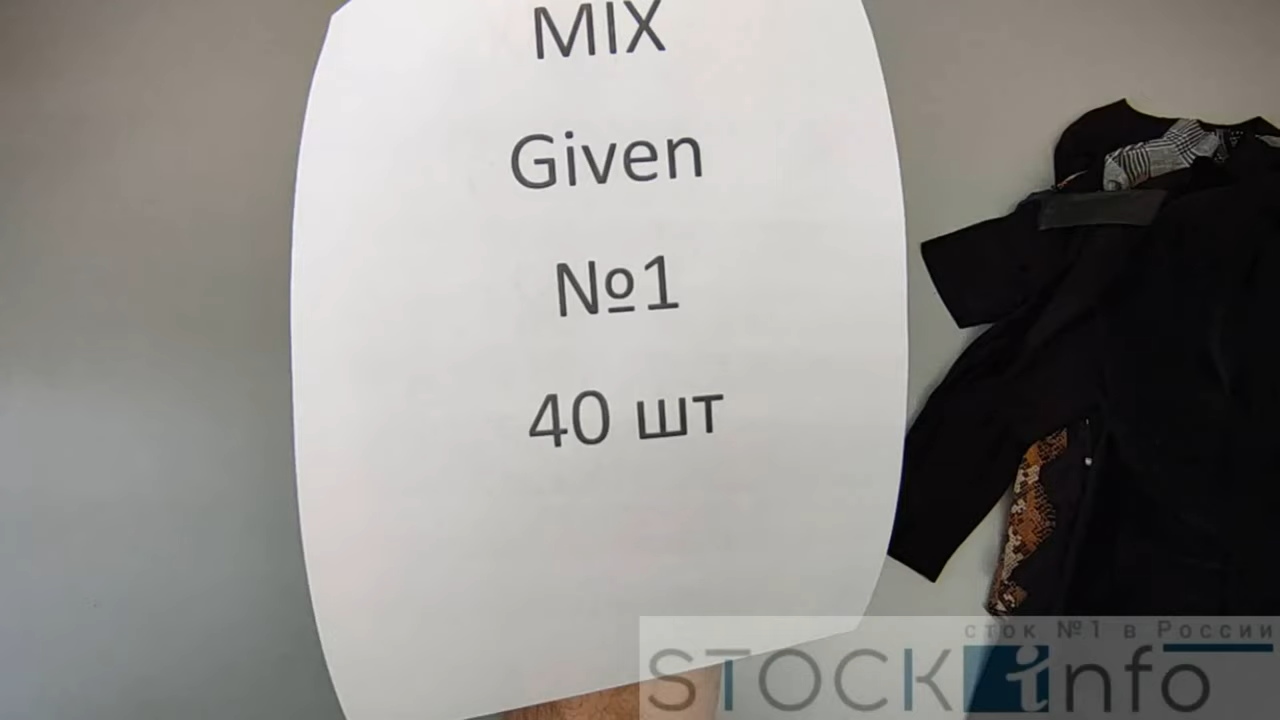 MIX
Given
№1
40 шт
сток №1 в России
STOCK info